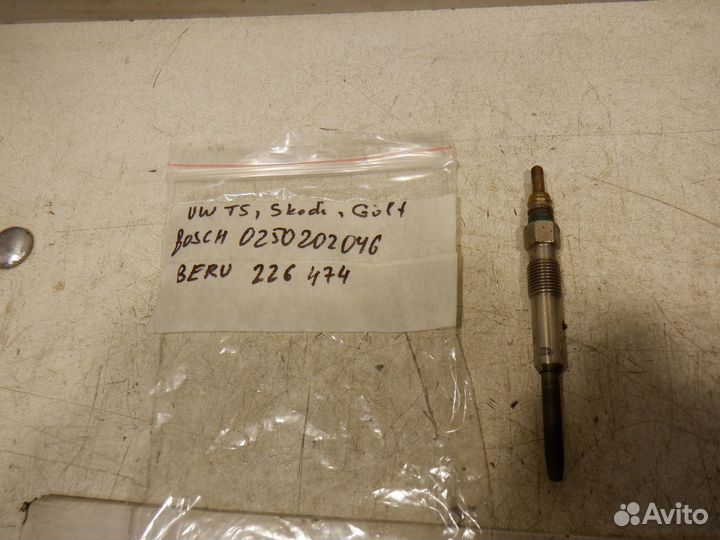 VW T5, Skoda, Golf
BOSCH 0250202046
BERU 226 474
Avito